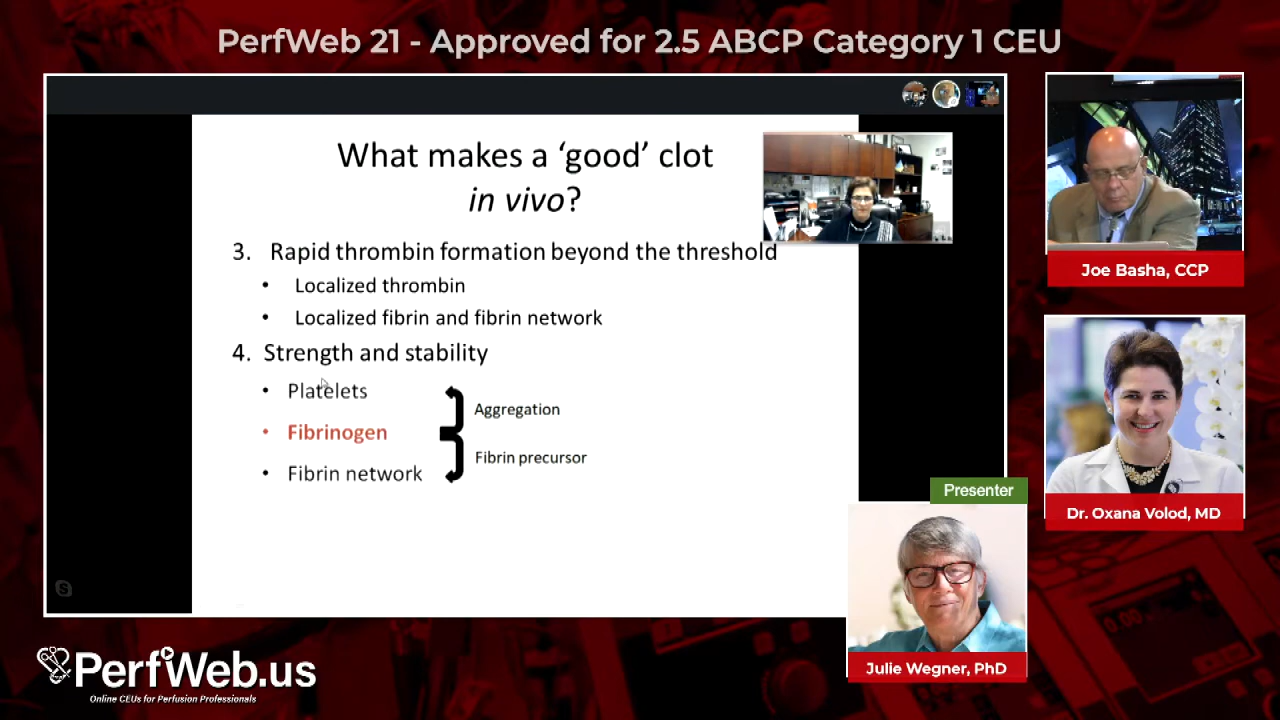 PerfWeb 21 - Approved for 2.5 ABCP Category 1 CEU
What makes a ‘good’ clot
in vivo?
3. Rapid thrombin formation beyond the threshold
• Localized thrombin
• Localized fibrin and fibrin network
4. Strength and stability
• Platelets
• Fibrinogen
• Fibrin network
Aggregation
Fibrin precursor
Joe Basha, CCP
Dr. Oxana Volod, MD
Presenter
Julie Wegner, PhD
PerfWeb.us
Online CEUs for Perfusion Professionals